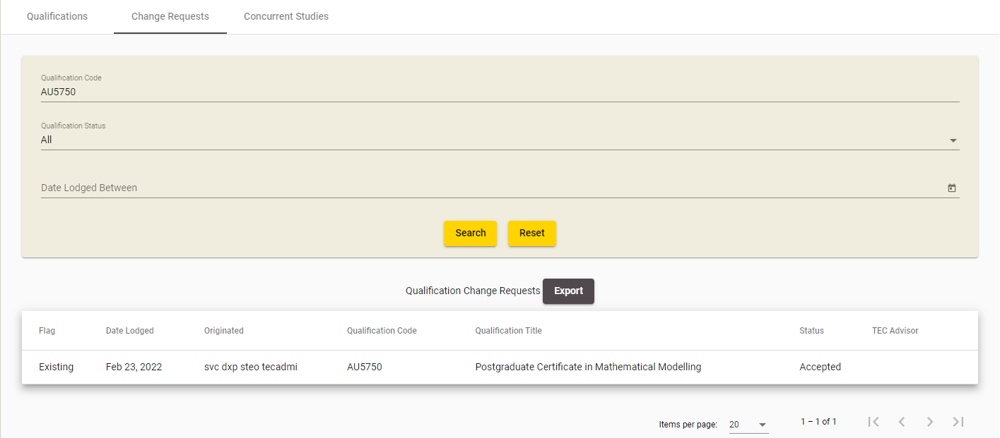 Qualifications Change Requests Concurrent Studies
Qualification Code
AU5750
Qualification Status
All
Date Lodged Between
Search Reset
Qualification Change Requests Export
Flag Date Lodged Originated Qualification Code Qualification Title Status TEC Advisor
Existing Feb 23, 2022 svc dxp steo tecadmi AU5750 Postgraduate Certificate in Mathematical Modelling Accepted
Items per page: 20 1 – 1 of 1